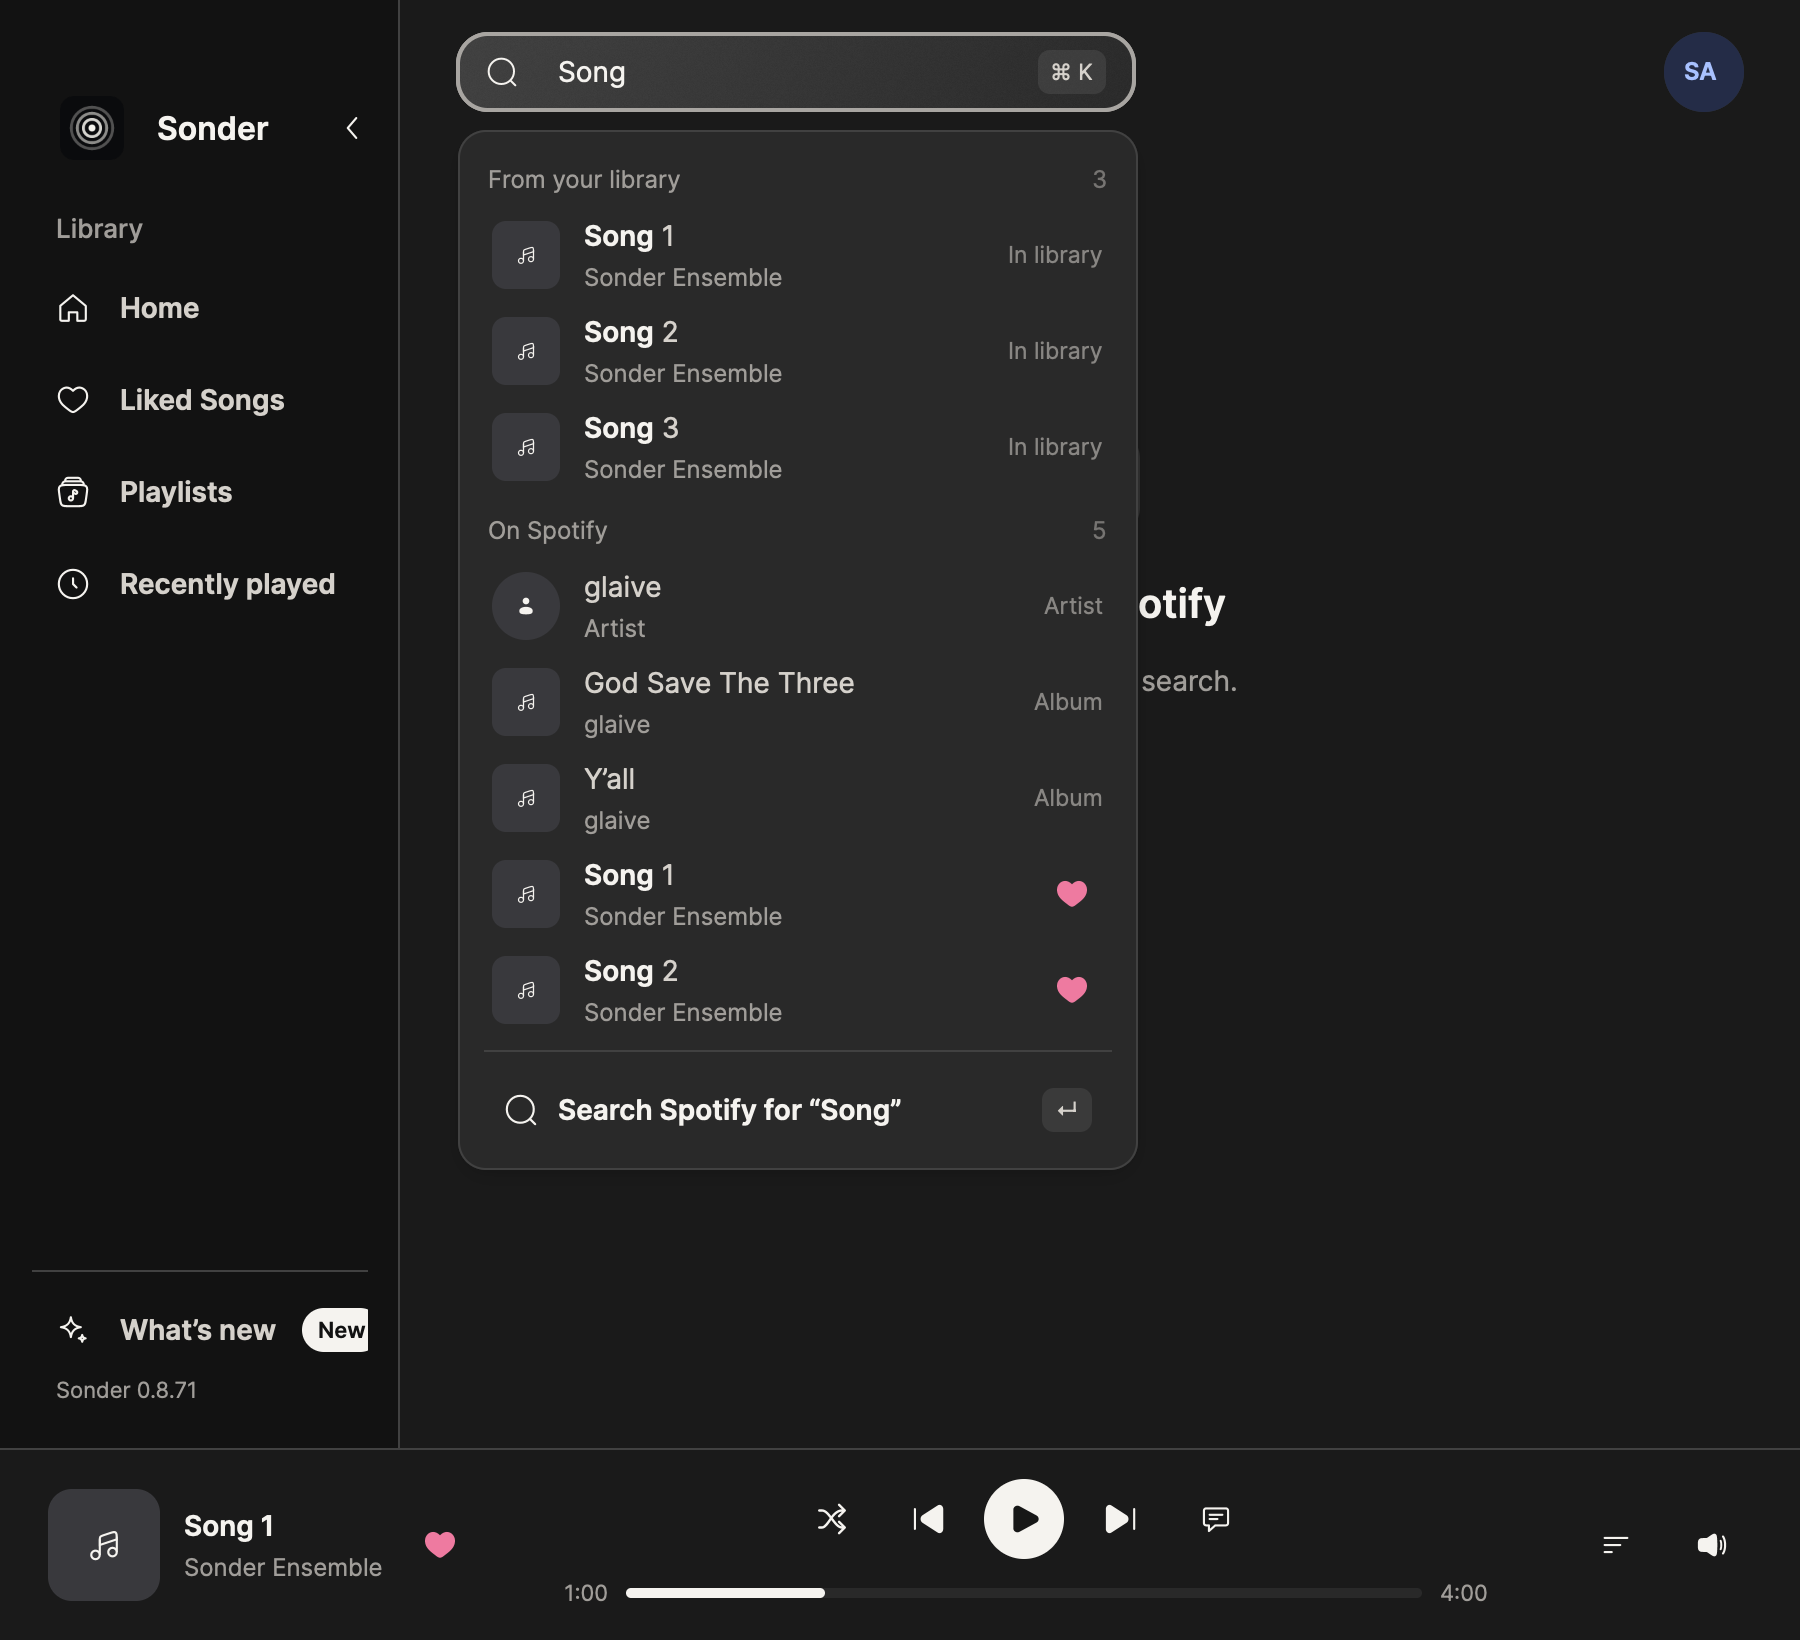 Song
⌘ K
SA
Sonder
Library
Home
Liked Songs
Playlists
Recently played
From your library 3
Song 1
Sonder Ensemble
In library
Song 2
Sonder Ensemble
In library
Song 3
Sonder Ensemble
In library
On Spotify 5
glaive
Artist
Artist
God Save The Three
glaive
Album
Y’all
glaive
Album
Song 1
Sonder Ensemble
Song 2
Sonder Ensemble
Search Spotify for “Song”
otify
search.
What’s new New
Sonder 0.8.71
Song 1
Sonder Ensemble
1:00
4:00